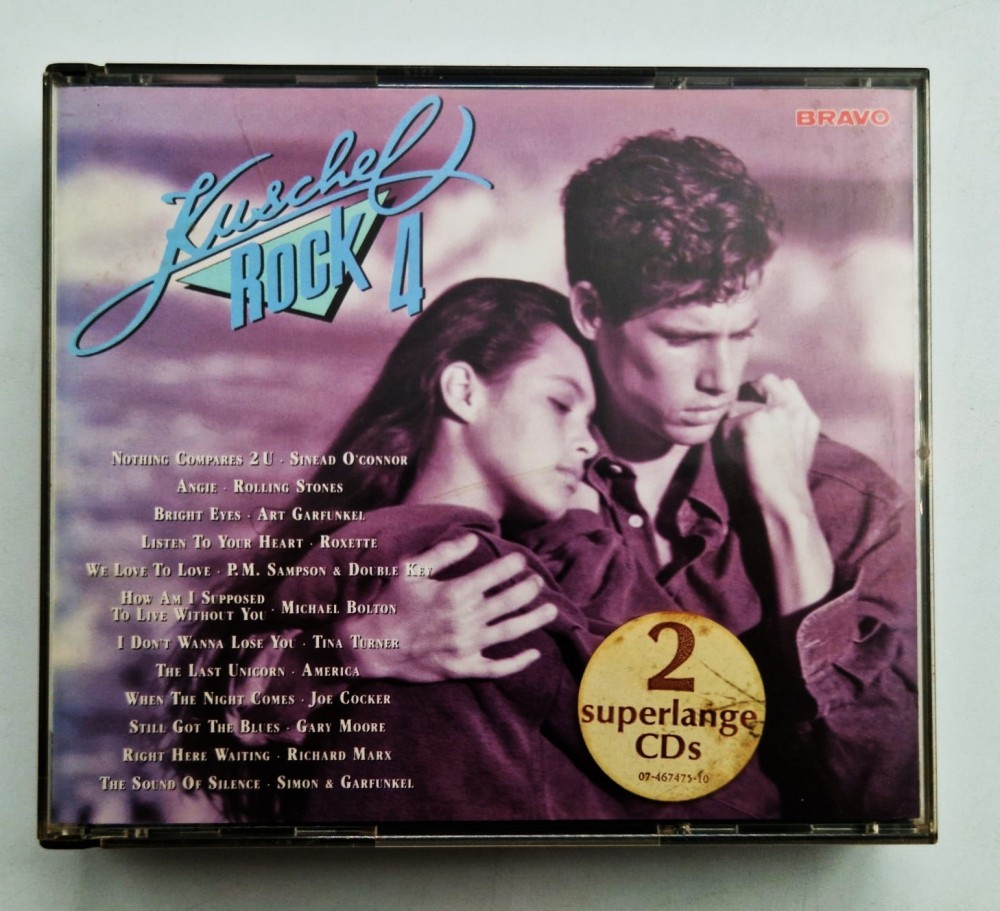 BRAVO
Kuschel
ROCK 4
NOTHING COMPARES 2 U · SINEAD O'CONNOR
ANGIE · ROLLING STONES
BRIGHT EYES · ART GARFUNKEL
LISTEN TO YOUR HEART · ROXETTE
WE LOVE TO LOVE · P.M. SAMPSON & DOUBLE KEY
HOW AM I SUPPOSED
TO LIVE WITHOUT YOU · MICHAEL BOLTON
I DON'T WANNA LOSE YOU · TINA TURNER
THE LAST UNICORN · AMERICA
WHEN THE NIGHT COMES · JOE COCKER
STILL GOT THE BLUES · GARY MOORE
RIGHT HERE WAITING · RICHARD MARX
THE SOUND OF SILENCE · SIMON & GARFUNKEL
2
superlange
CDs
07-467475-10